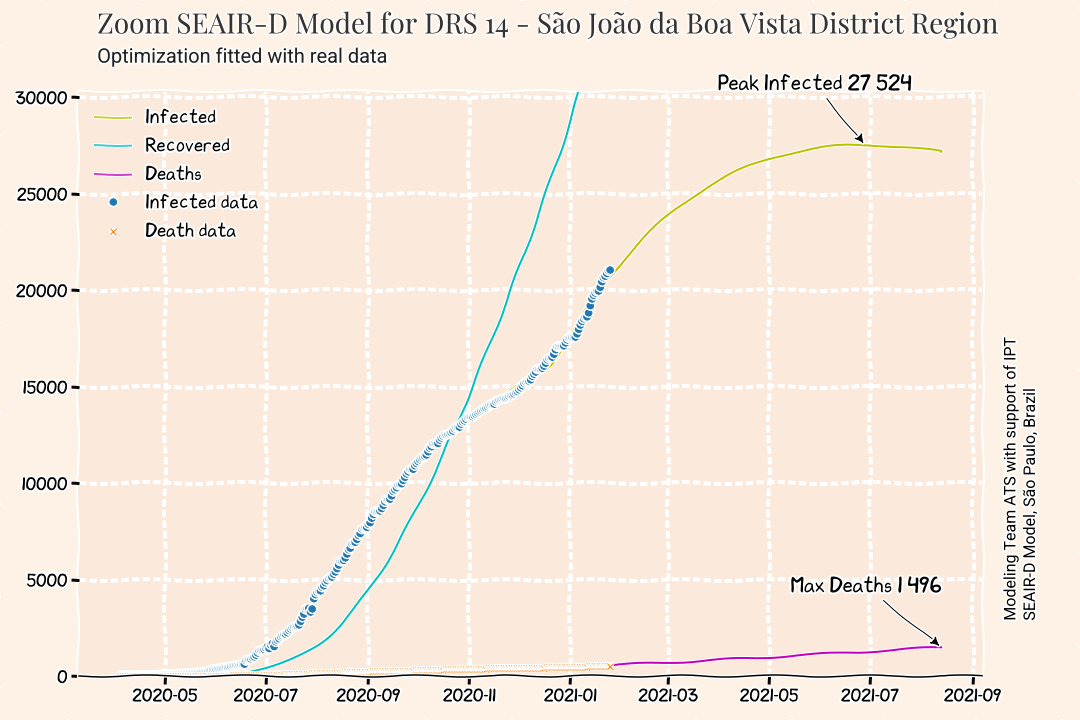 Zoom SEAIR-D Model for DRS 14 - São João da Boa Vista District Region
Optimization fitted with real data
Peak Infected 27 524
30000
Infected
Recovered
Deaths
Infected data
Death data
25000
20000
15000
10000
5000
0
Max Deaths 1 496
2020-05
2020-07
2020-09
2020-11
2021-01
2021-03
2021-05
2021-07
2021-09
Modeling Team ATS with support of IPT
SEAIR-D Model, São Paulo, Brazil